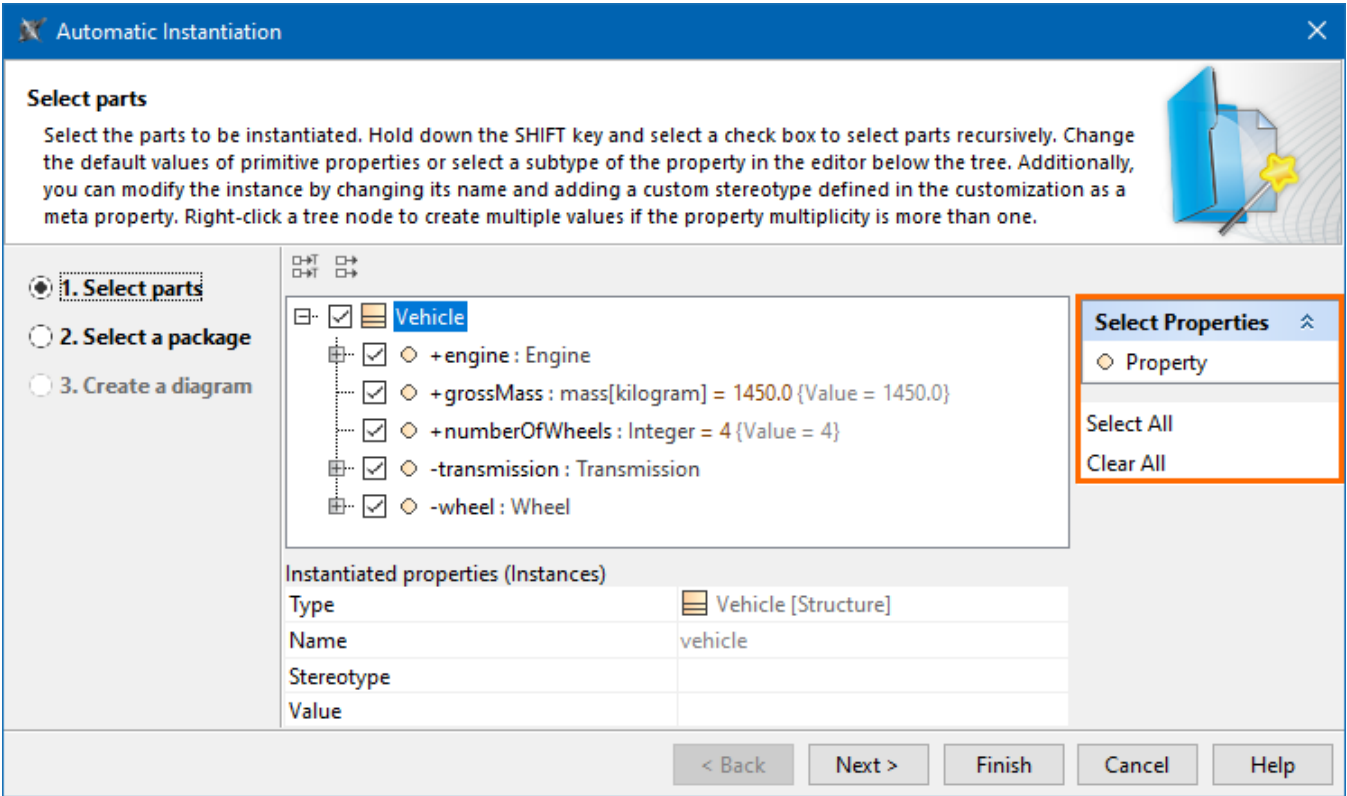 Automatic Instantiation
Select parts
Select the parts to be instantiated. Hold down the SHIFT key and select a check box to select parts recursively. Change
the default values of primitive properties or select a subtype of the property in the editor below the tree. Additionally,
you can modify the instance by changing its name and adding a custom stereotype defined in the customization as a
meta property. Right-click a tree node to create multiple values if the property multiplicity is more than one.
1. Select parts
2. Select a package
3. Create a diagram
Vehicle
+engine : Engine
+grossMass : mass[kilogram] = 1450.0 {Value = 1450.0}
+numberOfWheels : Integer = 4 {Value = 4}
-transmission : Transmission
-wheel : Wheel
Select Properties
Property
Select All
Clear All
Instantiated properties (Instances)
Type Vehicle [Structure]
Name vehicle
Stereotype
Value
< Back Next > Finish Cancel Help